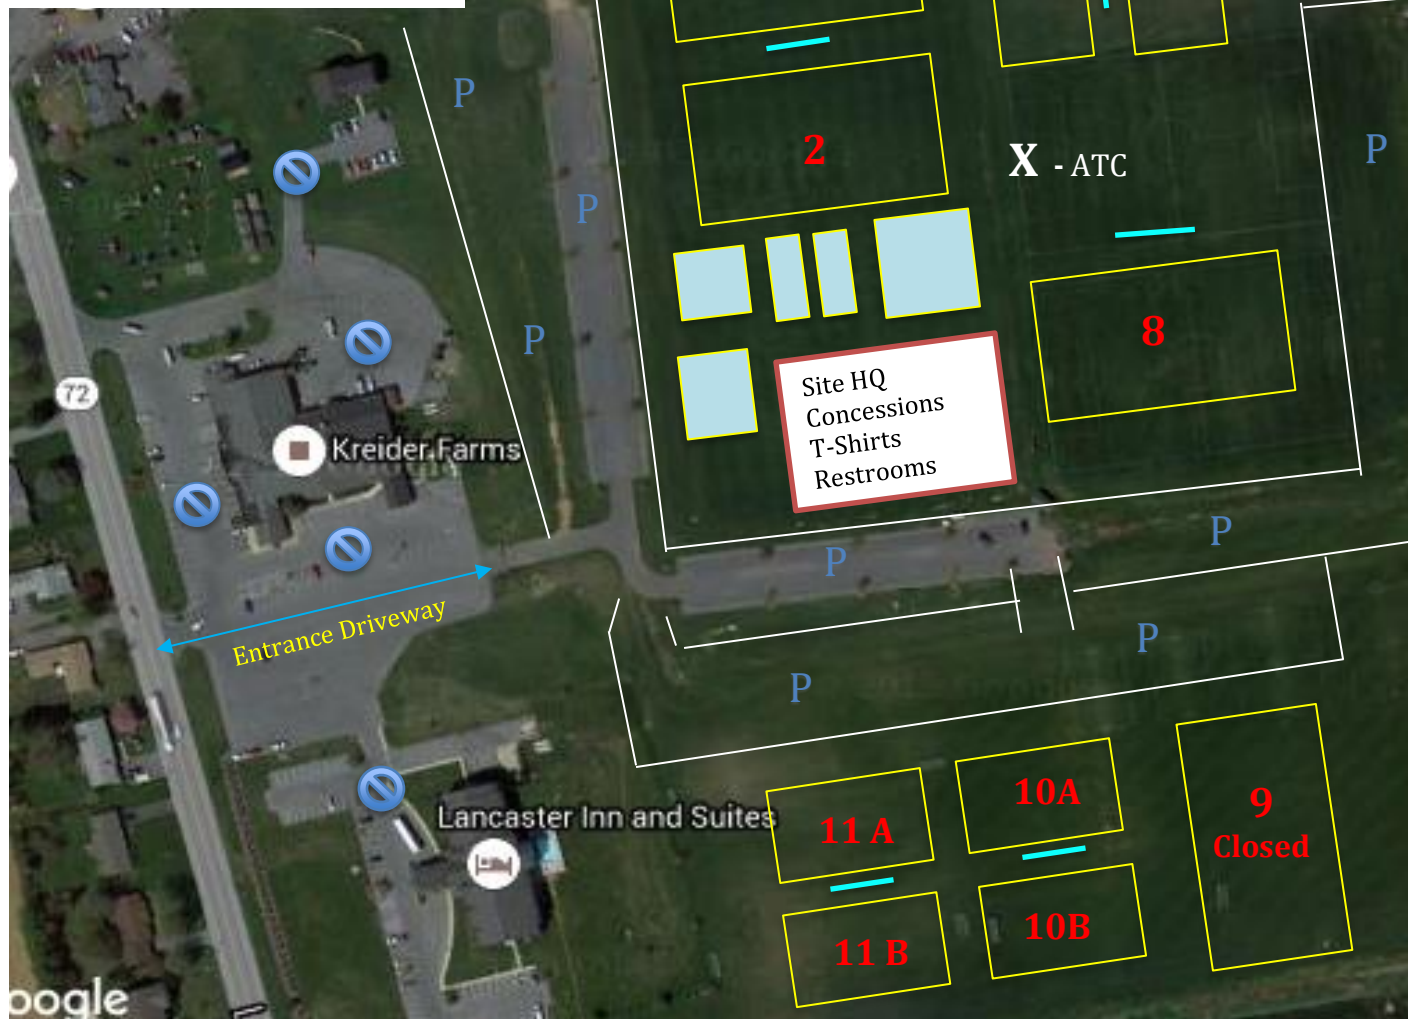 P
P
2
X - ATC
P
P
8
Site HQ
Concessions
T-Shirts
Restrooms
72
Kreider Farms
P
P
P
Entrance Driveway
P
P
Lancaster Inn and Suites
11 A
10A
9
Closed
11 B
10B
oogle